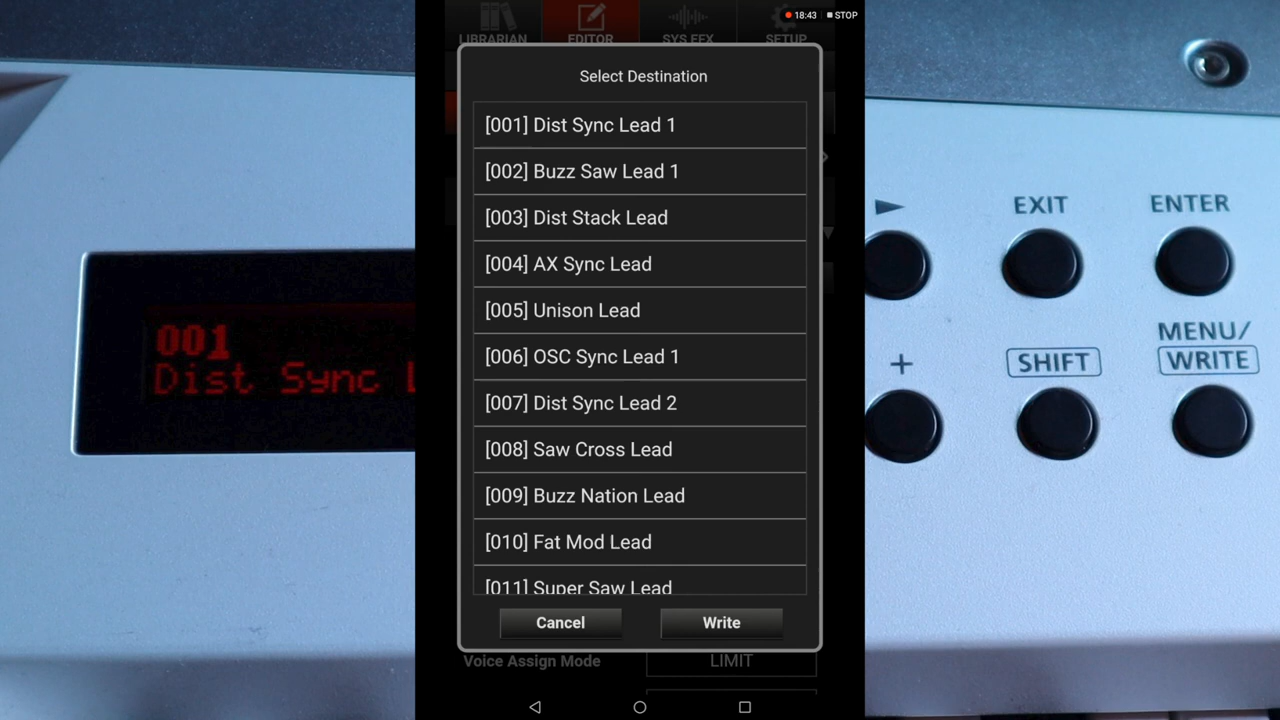 LIBRARIAN EDITOR SYS EFX SETUP
18:43 STOP
Select Destination
[001] Dist Sync Lead 1
[002] Buzz Saw Lead 1
[003] Dist Stack Lead
[004] AX Sync Lead
[005] Unison Lead
[006] OSC Sync Lead 1
[007] Dist Sync Lead 2
[008] Saw Cross Lead
[009] Buzz Nation Lead
[010] Fat Mod Lead
[011] Super Saw Lead
Cancel Write
Voice Assign Mode LIMIT
001
Dist Sync L
EXIT ENTER
+ SHIFT MENU/
WRITE